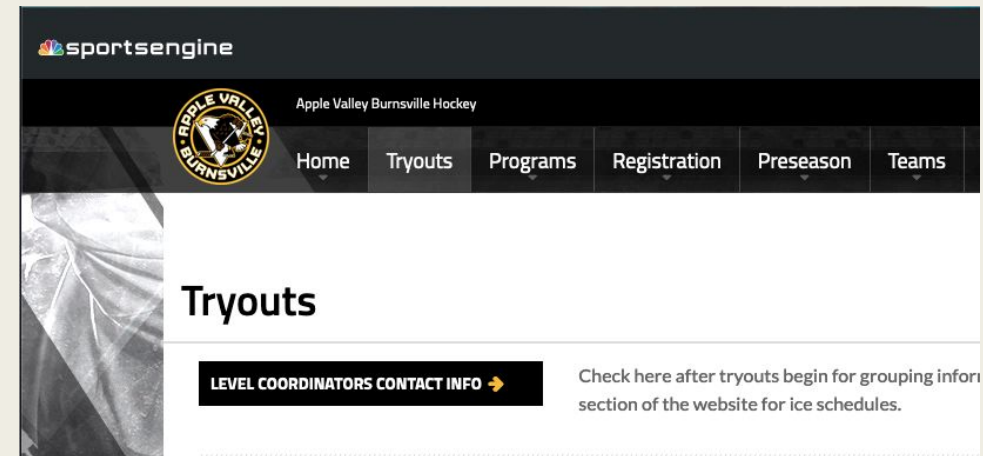 sportsengine
APPLE VALLEY
BURNSVILLE
Apple Valley Burnsville Hockey
Home Tryouts Programs Registration Preseason Teams
Tryouts
LEVEL COORDINATORS CONTACT INFO
Check here after tryouts begin for grouping
section of the website for ice schedules.